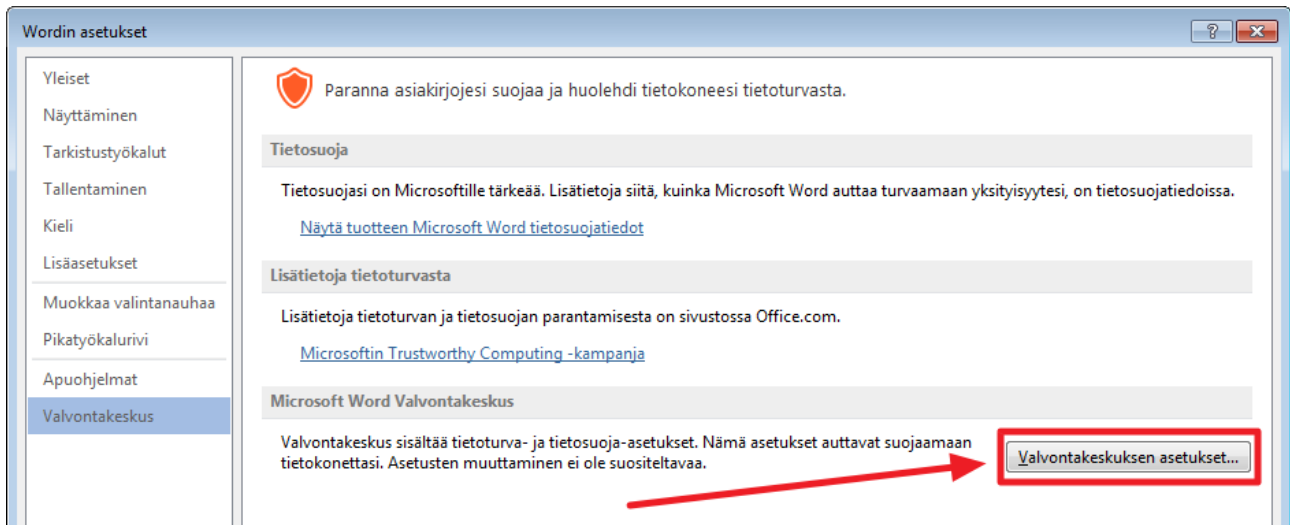 Wordin asetukset
Yleiset
Näyttäminen
Tarkistustyökalut
Tallentaminen
Kieli
Lisäasetukset
Muokkaa valintanauhaa
Pikatyökalurivi
Apuohjelmat
Valvontakeskus
Paranna asiakirjojesi suojaa ja huolehdi tietokoneesi tietoturvasta.
Tietosuoja
Tietosuojasi on Microsoftille tärkeää. Lisätietoja siitä, kuinka Microsoft Word auttaa turvaamaan yksityisyytesi, on tietosuojatiedoissa.
Näytä tuotteen Microsoft Word tietosuojatiedot
Lisätietoja tietoturvasta
Lisätietoja tietoturvan ja tietosuojan parantamisesta on sivustossa Office.com.
Microsoftin Trustworthy Computing -kampanja
Microsoft Word Valvontakeskus
Valvontakeskus sisältää tietoturva- ja tietosuoja-asetukset. Nämä asetukset auttavat suojaamaan
tietokonettasi. Asetusten muuttaminen ei ole suositeltavaa.
Valvontakeskuksen asetukset...